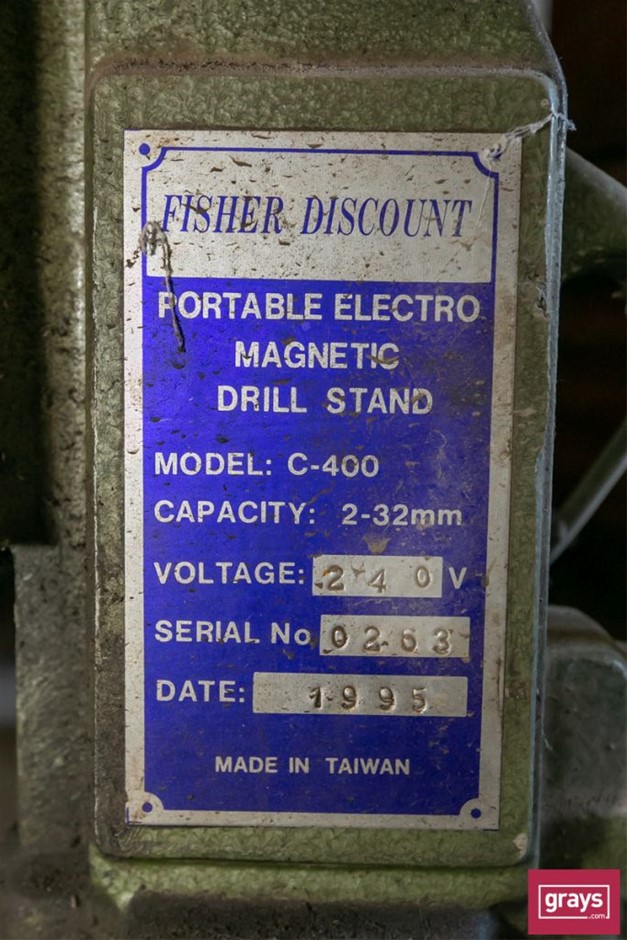 FISHER DISCOUNT
PORTABLE ELECTRO
MAGNETIC
DRILL STAND
MODEL: C-400
CAPACITY: 2-32mm
VOLTAGE: 240 V
SERIAL No 0263
DATE: 1995
MADE IN TAIWAN
grays
.com